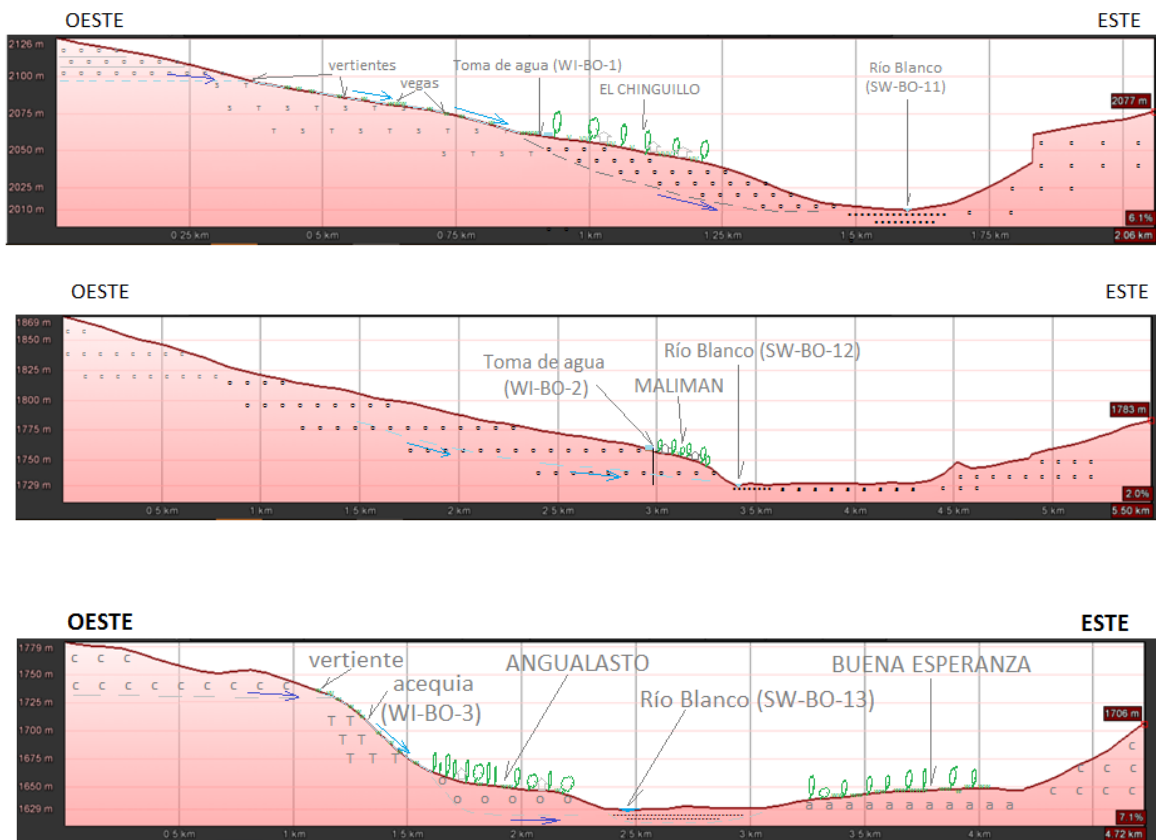 OESTE ESTE
2126 m
2100 m
2075 m
2050 m
2025 m
2010 m
vertientes
vegas
Toma de agua (WI-BO-1)
EL CHINGUILLO
Río Blanco
(SW-BO-11)
2077 m
6.1%
0.25 km 0.5 km 0.75 km 1 km 1.25 km 1.5 km 1.75 km 2.06 km
OESTE ESTE
1869 m
1850 m
1825 m
1800 m
1775 m
1750 m
1729 m
Toma de agua
(WI-BO-2)
MALIMAN
Río Blanco (SW-BO-12)
1783 m
2.0%
0.5 km 1 km 1.5 km 2 km 2.5 km 3 km 3.5 km 4 km 4.5 km 5 km 5.50 km
OESTE ESTE
1779 m
1750 m
1725 m
1700 m
1675 m
1650 m
1629 m
vertiente
acequia
(WI-BO-3)
ANGUALASTO
Río Blanco (SW-BO-13)
BUENA ESPERANZA
1706 m
7.1%
0.5 km 1 km 1.5 km 2 km 2.5 km 3 km 3.5 km 4 km 4.72 km